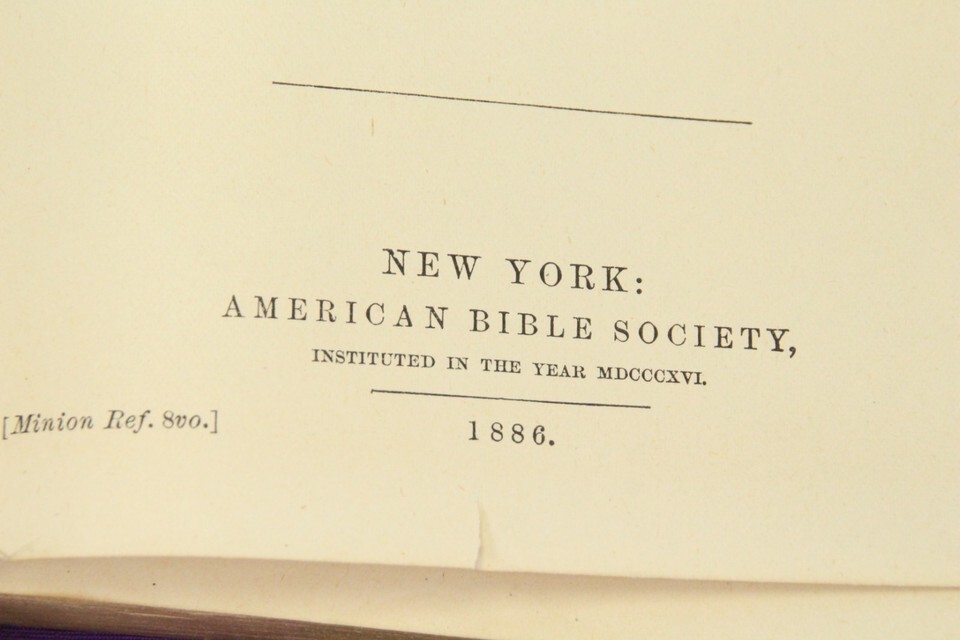 NEW YORK:
AMERICAN BIBLE SOCIETY,
INSTITUTED IN THE YEAR MDCCCXVI.
[Minion Ref. 8vo.]
1886.